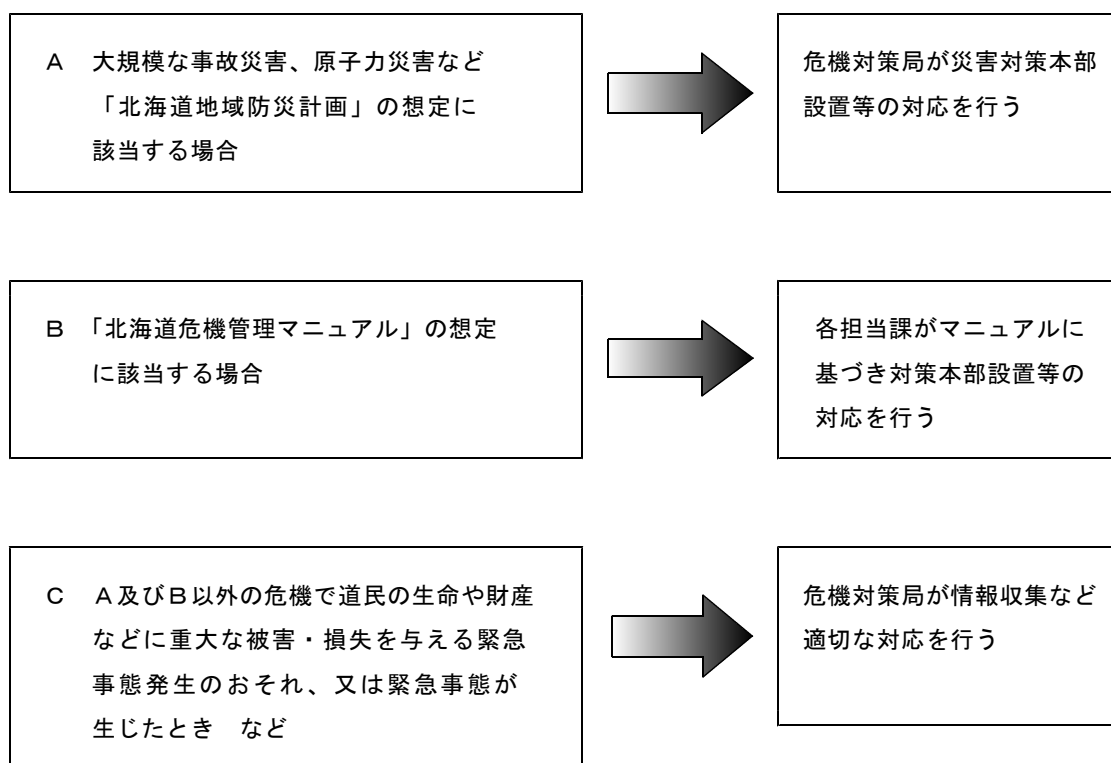 A 大規模な事故災害、原子力災害など
「北海道地域防災計画」の想定に
該当する場合
危機対策局が災害対策本部
設置等の対応を行う
B 「北海道危機管理マニュアル」の想定
に該当する場合
各担当課がマニュアルに
基づき対策本部設置等の
対応を行う
C A及びB以外の危機で道民の生命や財産
などに重大な被害・損失を与える緊急
事態発生のおそれ、又は緊急事態が
生じたとき など
危機対策局が情報収集など
適切な対応を行う